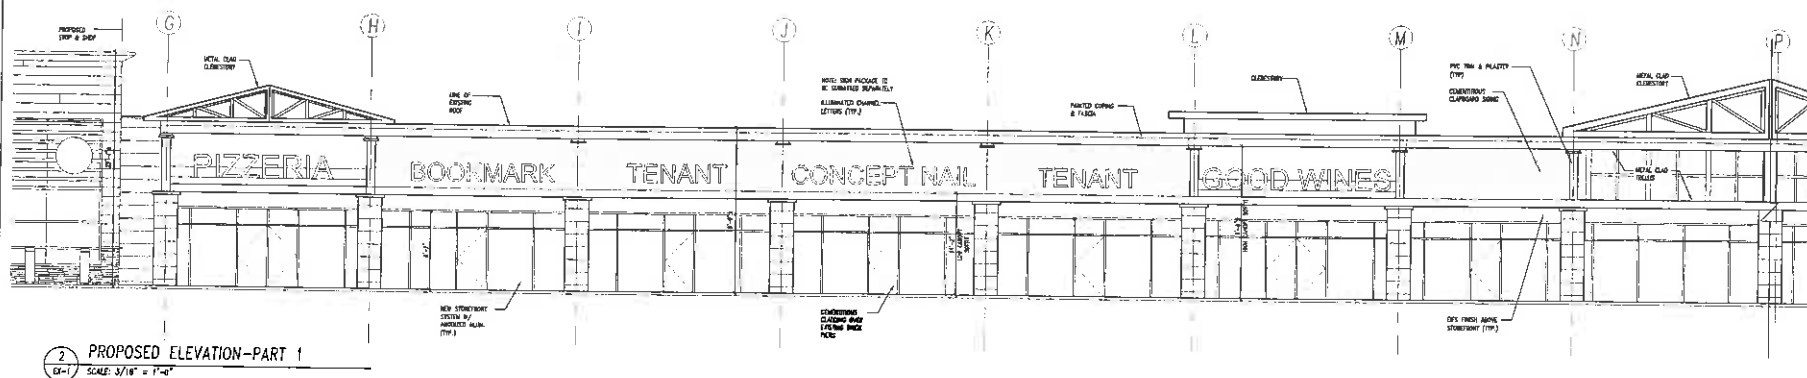 G
H
I
J
K
L
M
N
P
PROPOSED
STOP & SHOP
METAL CLAD
CLERESTORY
LINE OF
EXISTING
ROOF
NOTE: SIGN PACKAGE TO
BE SUBMITTED SEPARATELY
ILLUMINATED CHANNEL
LETTERS (TYP.)
PAINTED COPING
& FASCIA
CLERESTORY
PVC TRIM & PILASTER
(TYP)
CEMENTITIOUS
CLAPBOARD SIDING
METAL CLAD
CLERESTORY
METAL CLAD
TRELLIS
PIZZERIA
BOOKMARK
TENANT
CONCEPT NAIL
TENANT
GOOD WINES
NEW STOREFRONT
SYSTEM W/
ANODIZED ALUM.
(TYP.)
CEMENTITIOUS
CLADDING OVER
EXISTING BRICK
PIERS
EIFS FINISH ABOVE
STOREFRONT (TYP.)
2
EX-1
PROPOSED ELEVATION-PART 1
SCALE: 3/16" = 1'-0"